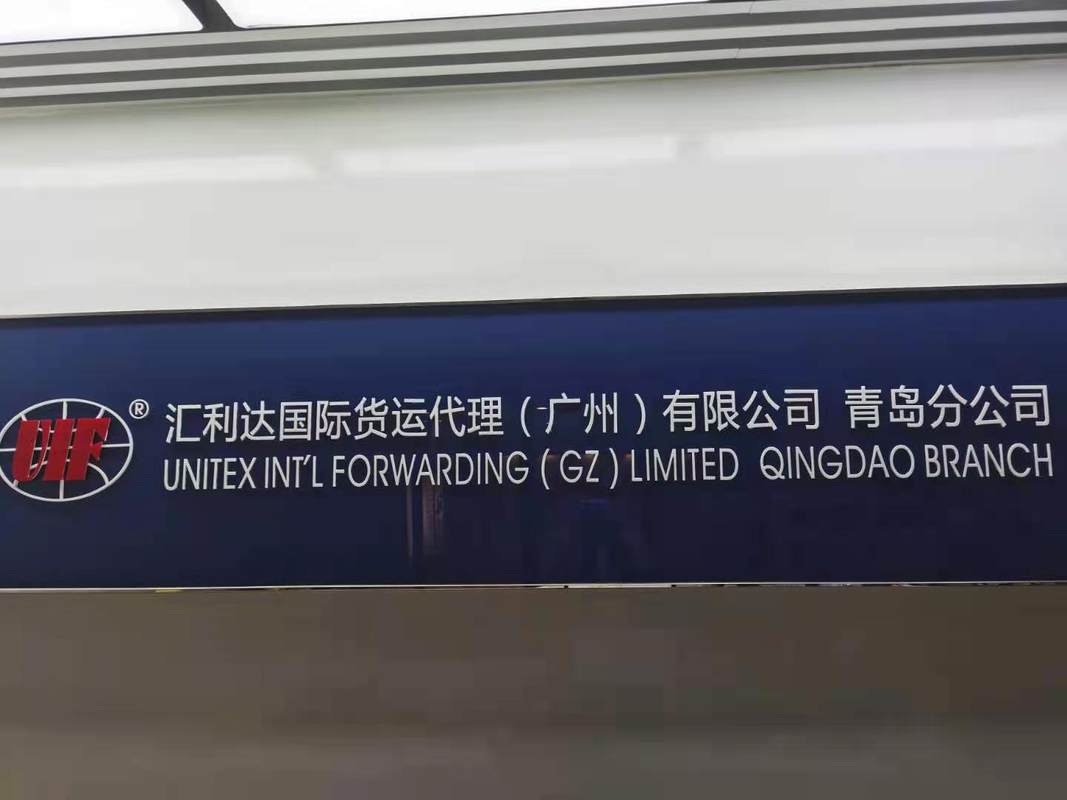 UIF ® 汇利达国际货运代理（广州）有限公司 青岛分公司
UNITEX INT'L FORWARDING (GZ) LIMITED QINGDAO BRANCH